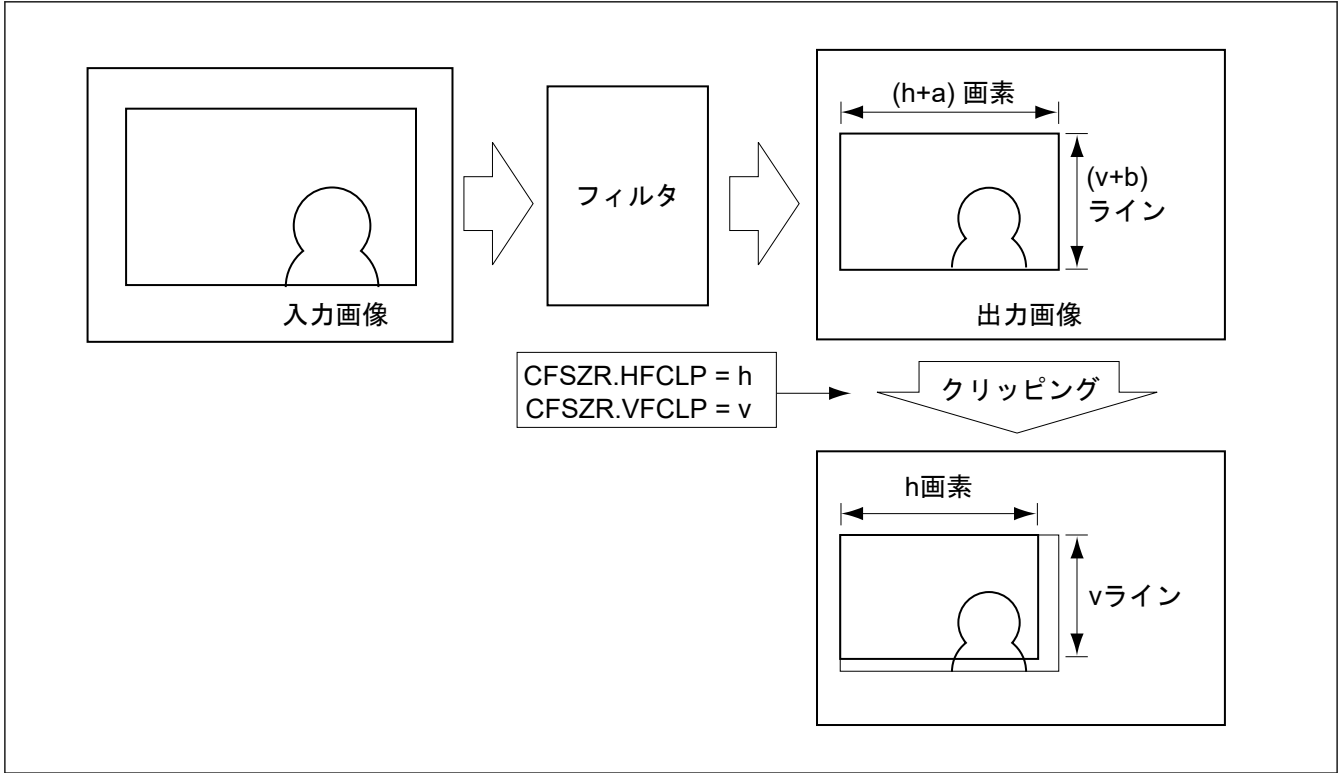 入力画像
フィルタ
(h+a) 画素
(v+b)
ライン
出力画像
CFSZR.HFCLP = h
CFSZR.VFCLP = v
クリッピング
h画素
vライン